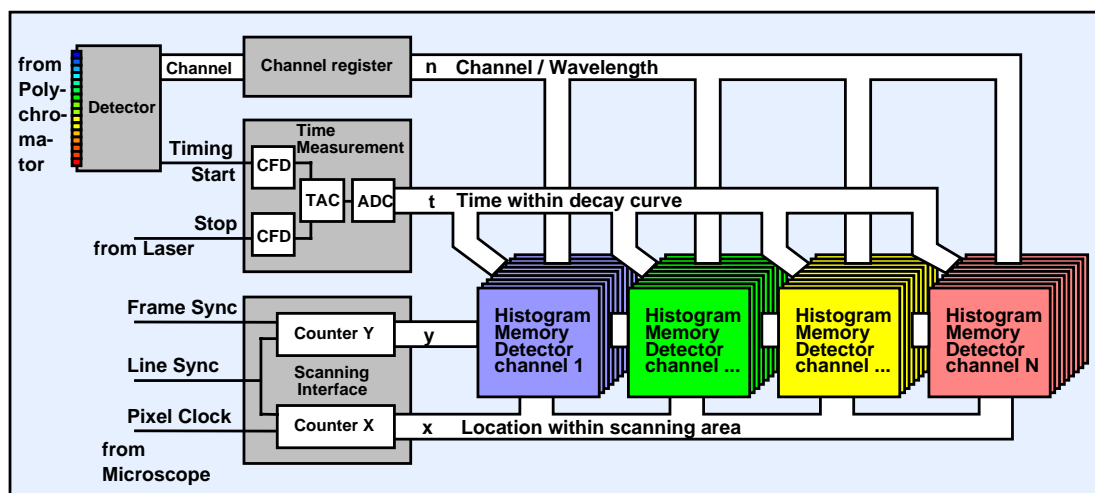 from
Poly-
chro-
ma-
tor
Detector
Channel
Channel register
n Channel / Wavelength
Timing
Start
Stop
from Laser
Time
Measurement
CFD
TAC
ADC
CFD
t Time within decay curve
Frame Sync
Line Sync
Pixel Clock
from
Microscope
Counter Y
Scanning
Interface
Counter X
y
x Location within scanning area
Histogram
Memory
Detector
channel 1
Histogram
Memory
Detector
channel ...
Histogram
Memory
Detector
channel ...
Histogram
Memory
Detector
channel N